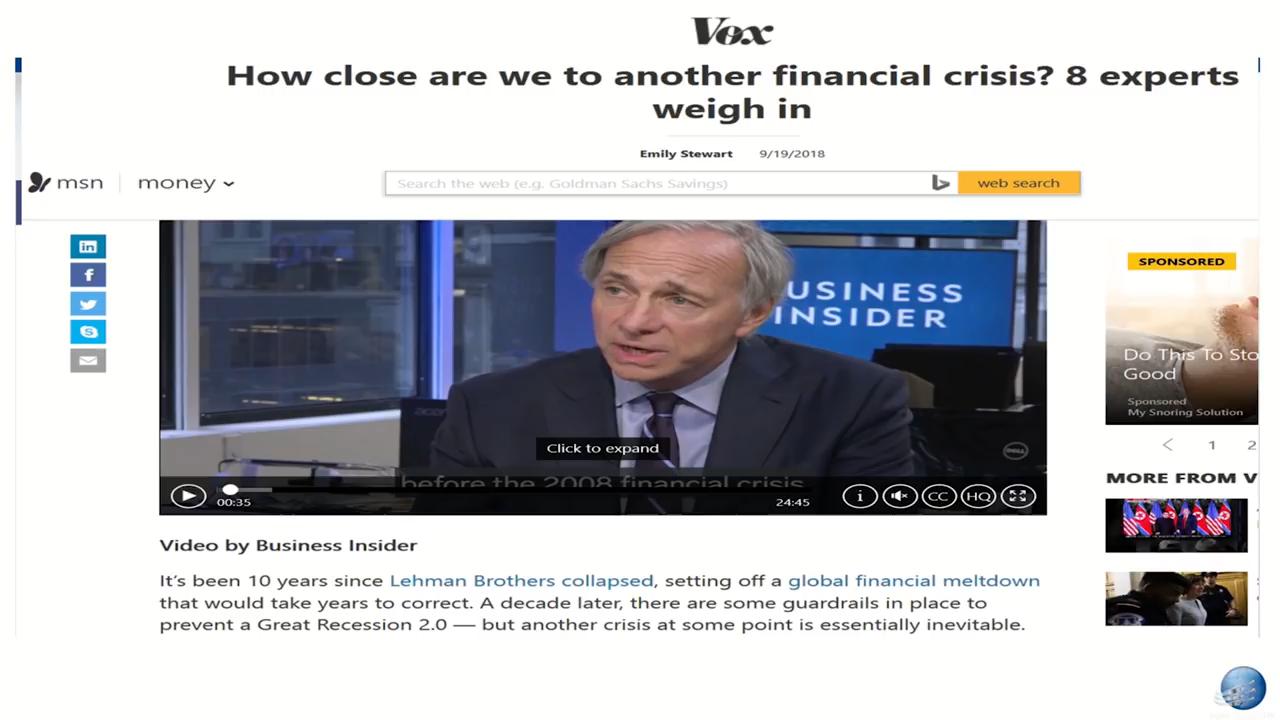 Vox
How close are we to another financial crisis? 8 experts
weigh in
Emily Stewart 9/19/2018
msn money
Search the web (e.g. Goldman Sachs Savings)
web search
in
f
BUSINESS
INSIDER
acer
DELL
Click to expand
before the 2008 financial crisis
00:35
24:45
i
CC
HQ
SPONSORED
Do This To Sto
Good
Sponsored
My Snoring Solution
1 2
MORE FROM V
Video by Business Insider
It's been 10 years since Lehman Brothers collapsed, setting off a global financial meltdown
that would take years to correct. A decade later, there are some guardrails in place to
prevent a Great Recession 2.0 — but another crisis at some point is essentially inevitable.